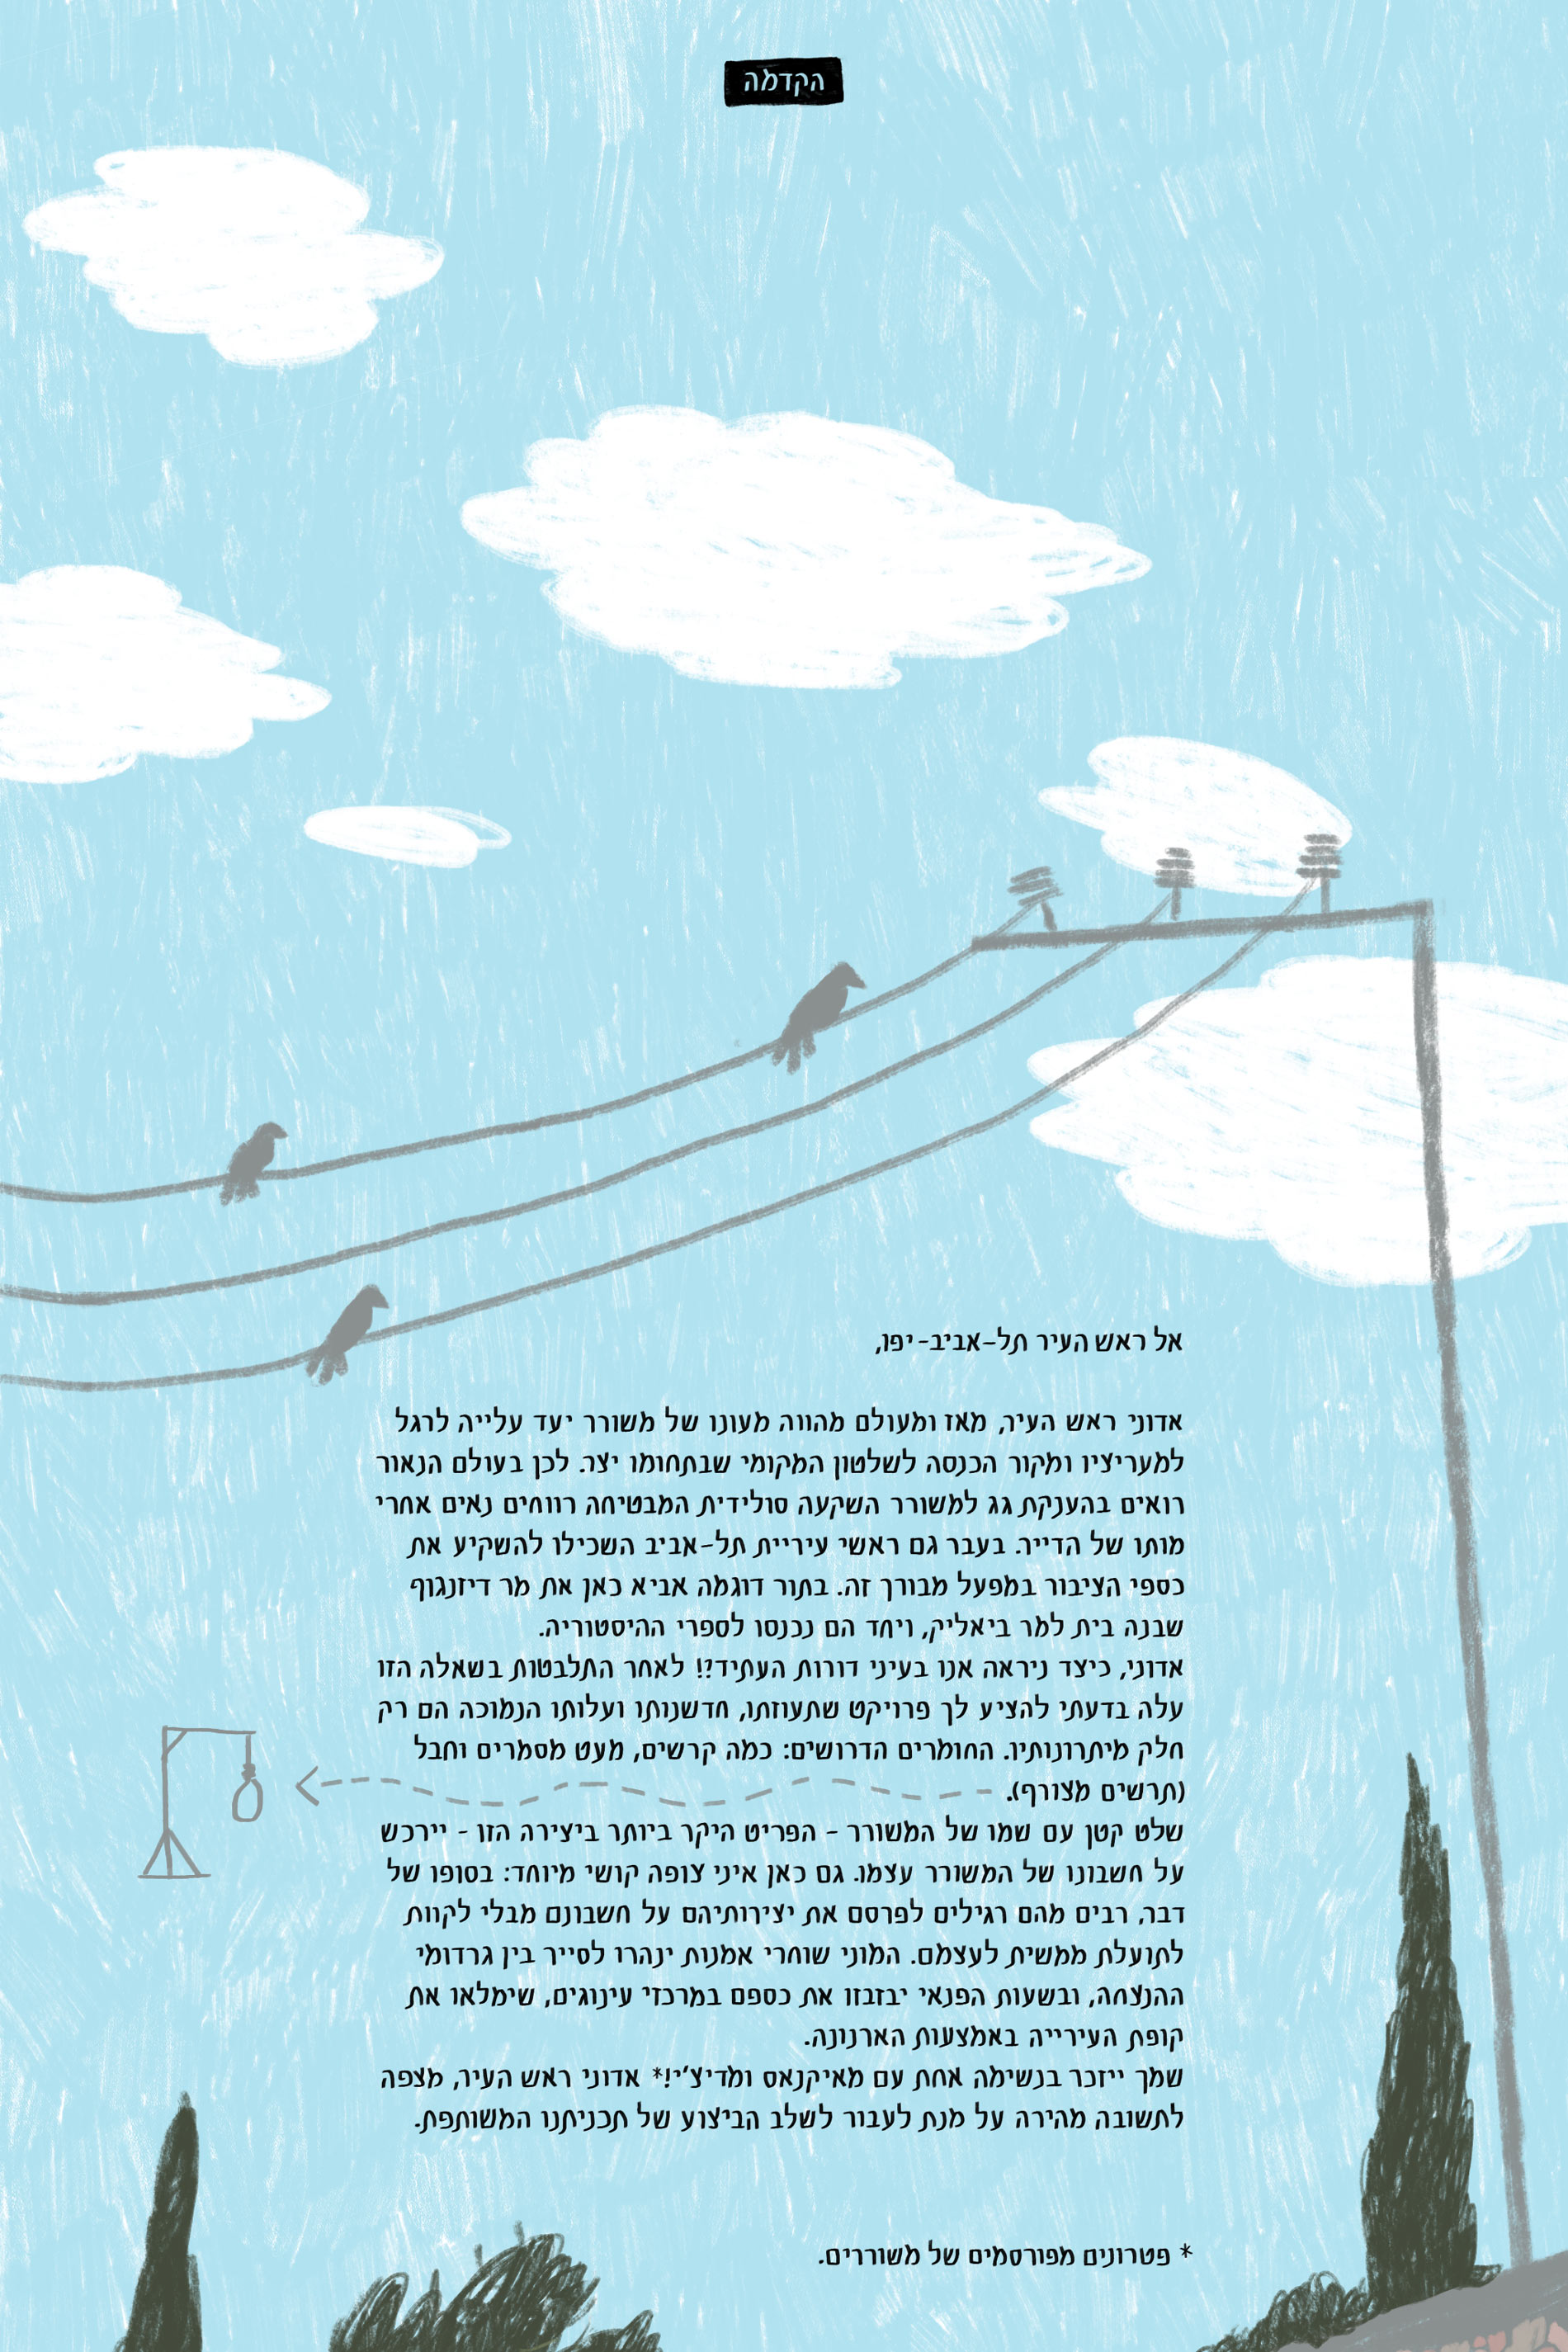 הקדמה
אל ראש העיר תל-אביב-יפו,
אדוני ראש העיר, מאז ומעולם מהווה מעונו של משורר יעד עלייה לרגל
למעריציו ומקור הכנסה לשלטון המקומי שבתחומו יצר. לכן בעולם הנאור
רואים בהענקת גג למשורר השקעה סולידית המבטיחה רווחים נאים אחרי
מותו של הדייר. בעבר גם ראשי עיריית תל-אביב השכילו להשקיע את
כספי הציבור במפעל מבורך זה. בתור דוגמה אביא כאן את מר דיזנגוף
שבנה בית למר ביאליק, ויחד הם נכנסו לספרי ההיסטוריה.
אדוני, כיצד ניראה אנו בעיני דורות העתיד?! לאחר התלבטות בשאלה הזו
עלה בדעתי להציע לך פרויקט שתעוזתו, חדשנותו ועלותו הנמוכה הם רק
חלק מיתרונותיו. החומרים הדרושים: כמה קרשים, מעט מסמרים וחבל
(תרשים מצורף).
שלט קטן עם שמו של המשורר - הפריט היקר ביותר ביצירה הזו - יירכש
על חשבונו של המשורר עצמו. גם כאן איני צופה קושי מיוחד: בסופו של
דבר, רבים מהם רגילים לפרסם את יצירותיהם על חשבונם מבלי לקוות
לתועלת ממשית לעצמם. המוני שוחרי אמנות ינהרו לסייר בין גרדומי
ההנצחה, ובשעות הפנאי יבזבזו את כספם במרכזי עינוגים, שימלאו את
קופת העירייה באמצעות הארנונה.
שמך ייזכר בנשימה אחת עם מאיקנאס ומדיצ'י!* אדוני ראש העיר, מצפה
לתשובה מהירה על מנת לעבור לשלב הביצוע של תכניתנו המשותפת.
* פטרונים מפורסמים של משוררים.